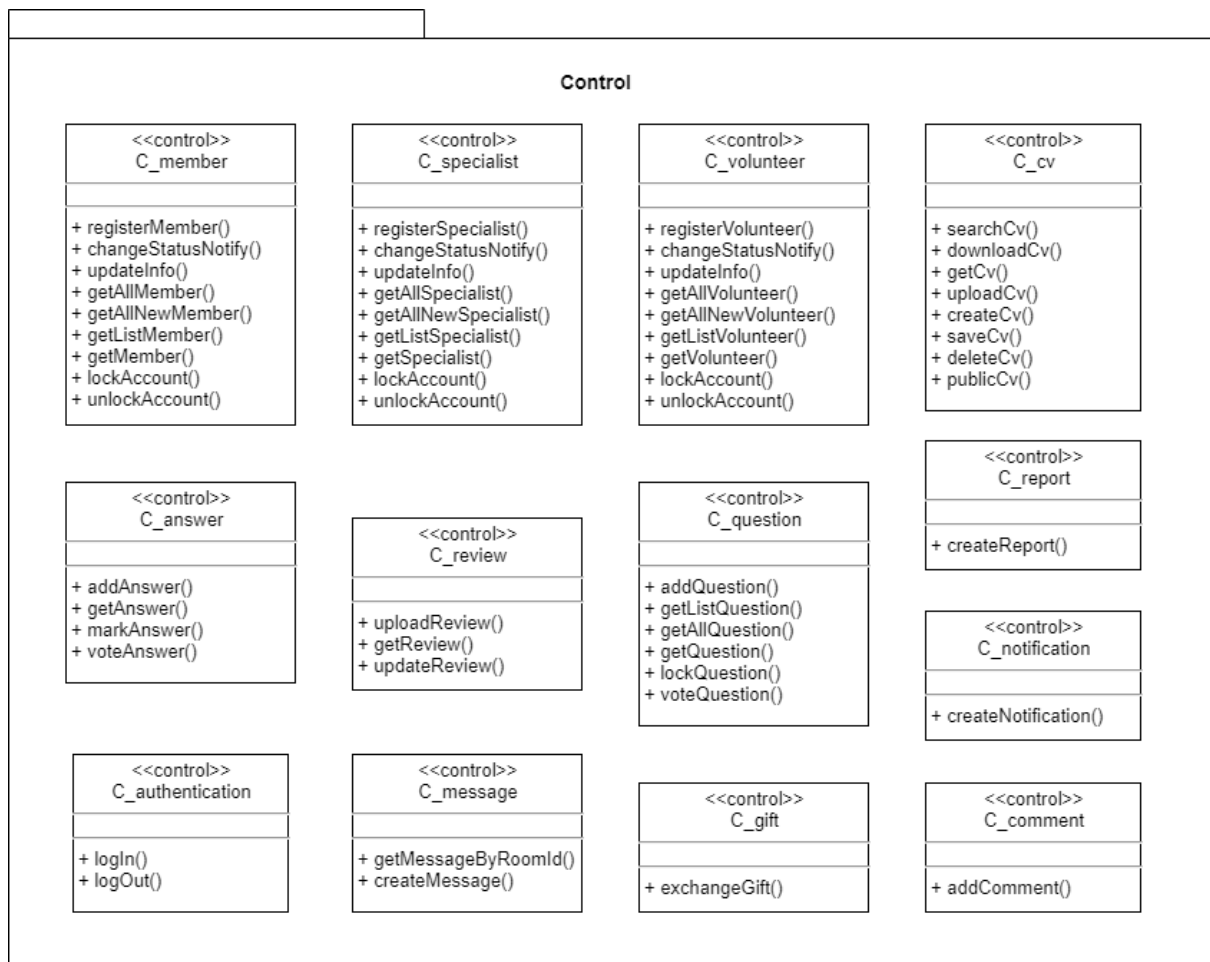 Control
<<control>>
C_member
+ registerMember()
+ changeStatusNotify()
+ updateInfo()
+ getAllMember()
+ getAllNewMember()
+ getListMember()
+ getMember()
+ lockAccount()
+ unlockAccount()
<<control>>
C_specialist
+ registerSpecialist()
+ changeStatusNotify()
+ updateInfo()
+ getAllSpecialist()
+ getAllNewSpecialist()
+ getListSpecialist()
+ getSpecialist()
+ lockAccount()
+ unlockAccount()
<<control>>
C_volunteer
+ registerVolunteer()
+ changeStatusNotify()
+ updateInfo()
+ getAllVolunteer()
+ getAllNewVolunteer()
+ getListVolunteer()
+ getVolunteer()
+ lockAccount()
+ unlockAccount()
<<control>>
C_cv
+ searchCv()
+ downloadCv()
+ getCv()
+ uploadCv()
+ createCv()
+ saveCv()
+ deleteCv()
+ publicCv()
<<control>>
C_answer
+ addAnswer()
+ getAnswer()
+ markAnswer()
+ voteAnswer()
<<control>>
C_review
+ uploadReview()
+ getReview()
+ updateReview()
<<control>>
C_question
+ addQuestion()
+ getListQuestion()
+ getAllQuestion()
+ getQuestion()
+ lockQuestion()
+ voteQuestion()
<<control>>
C_report
+ createReport()
<<control>>
C_notification
+ createNotification()
<<control>>
C_authentication
+ logIn()
+ logOut()
<<control>>
C_message
+ getMessageByRoomId()
+ createMessage()
<<control>>
C_gift
+ exchangeGift()
<<control>>
C_comment
+ addComment()